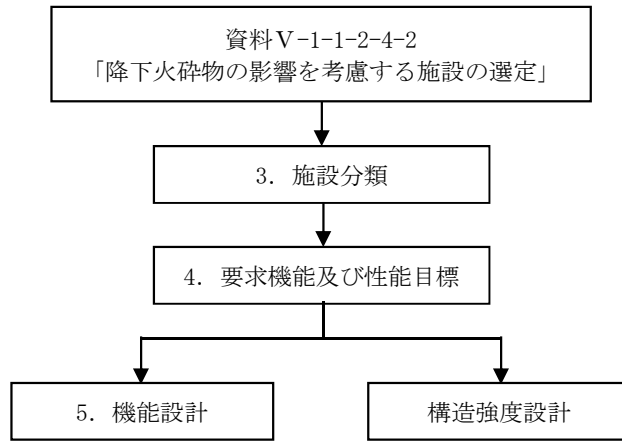 資料Ⅴ-1-1-2-4-2
「降下火砕物の影響を考慮する施設の選定」
3. 施設分類
4. 要求機能及び性能目標
5. 機能設計
構造強度設計